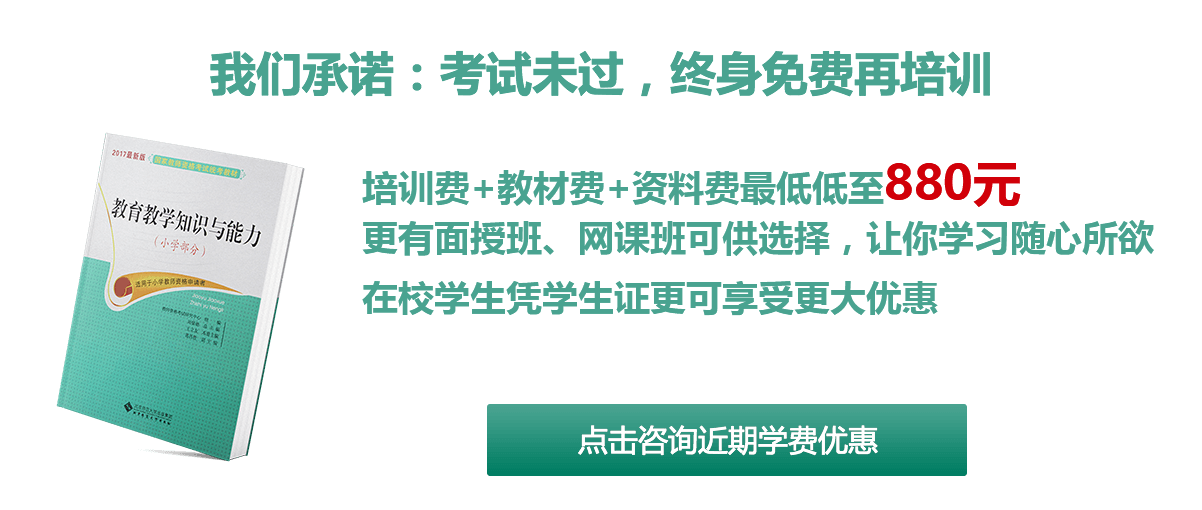 我们承诺：考试未过，终身免费再培训
培训费+教材费+资料费最低低至880元
更有面授班、网课班可供选择，让你学习随心所欲
在校学生凭学生证更可享受更大优惠
点击咨询近期学费优惠
2017最新版
国家教师资格考试统考教材
教育教学知识与能力
（小学部分）
适用于小学教师资格申请者